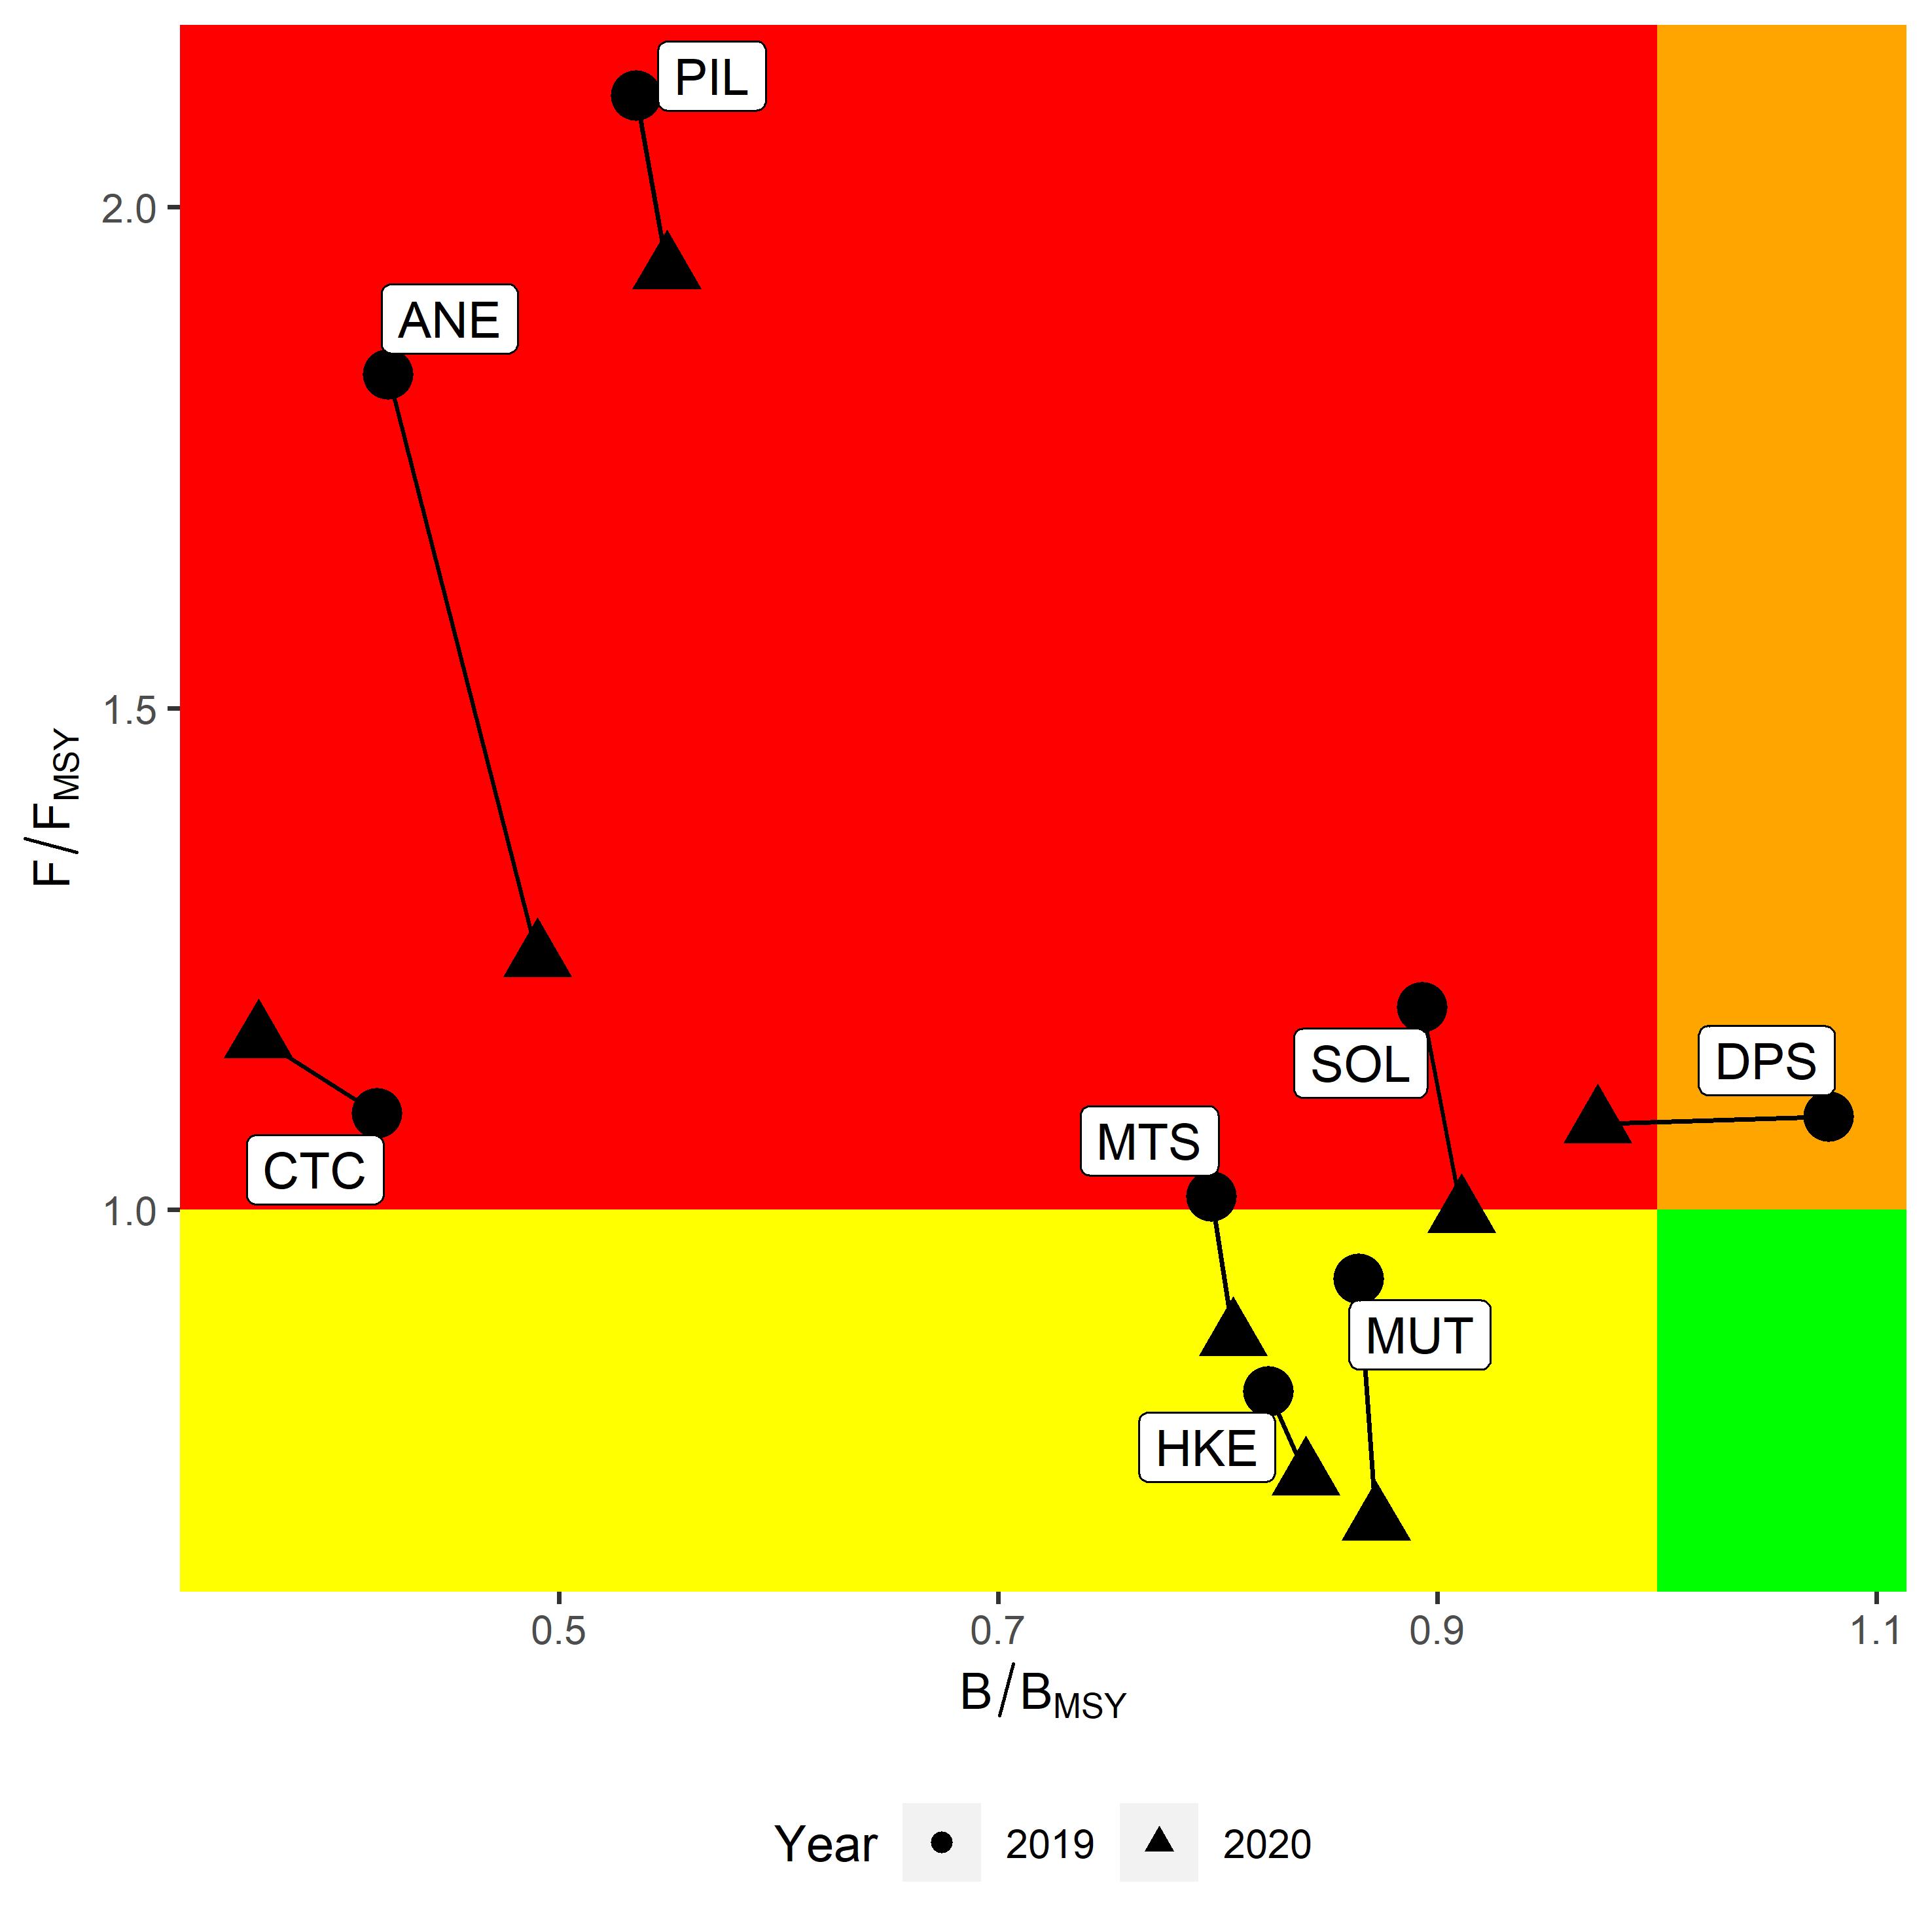 PIL
2.0
ANE
1.5
F/FMSY
SOL
DPS
MTS
CTC
1.0
MUT
HKE
0.5 0.7 0.9 1.1
B/BMSY
Year 2019 2020